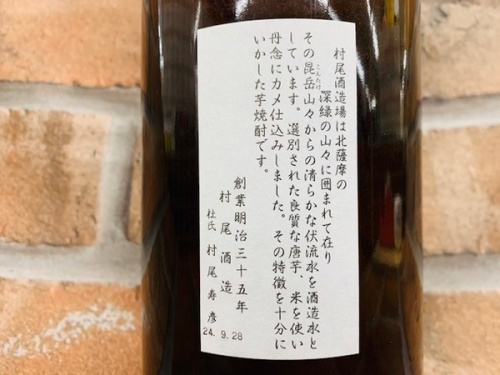 村尾酒造場は北薩摩の
深緑の山々に囲まれて在り
その昆岳山々からの清らかな伏流水を酒造水と
しています。選別された良質な唐芋、米を使い
丹念にカメ仕込みしました。その特徴を十分に
いかした芋焼酎です。
創業明治三十五年
村尾酒造
杜氏 村尾寿彦
24. 9.28